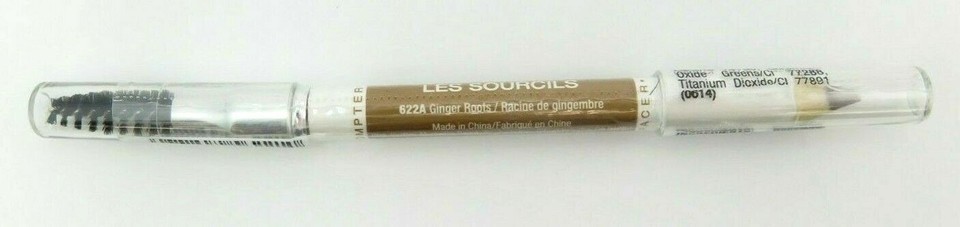 LES SOURCILS
622A Ginger Roots / Racine de gingembre
Made in China/Fabriqué en Chine
Oxide Greens/CI 77288,
Titanium Dioxide/CI 77891
(0614)